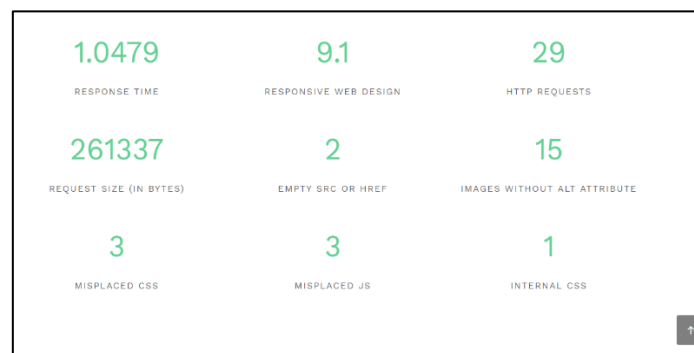 1.0479 9.1 29
RESPONSE TIME RESPONSIVE WEB DESIGN HTTP REQUESTS
261337 2 15
REQUEST SIZE (IN BYTES) EMPTY SRC OR HREF IMAGES WITHOUT ALT ATTRIBUTE
3 3 1
MISPLACED CSS MISPLACED JS INTERNAL CSS